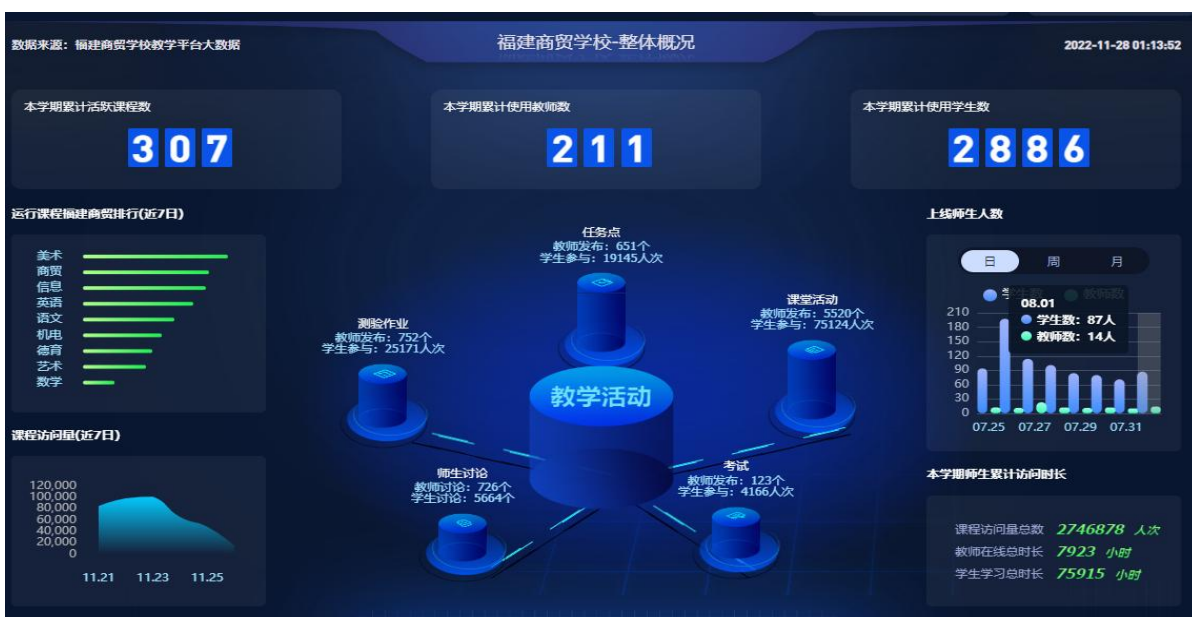 数据来源：福建商贸学校教学平台大数据
福建商贸学校-整体概况
2022-11-28 01:13:52
本学期累计活跃课程数
307
本学期累计使用教师数
211
本学期累计使用学生数
2886
运行课程福建商贸排行(近7日)
美术
商贸
信息
英语
语文
机电
德育
艺术
数学
课程访问量(近7日)
120,000
100,000
80,000
60,000
40,000
20,000
0
11.21 11.23 11.25
任务点
教师发布：651个
学生参与：19145人次
课堂活动
教师发布：5520个
学生参与：75124人次
测验作业
教师发布：752个
学生参与：25171人次
教学活动
师生讨论
教师讨论：726个
学生讨论：5664个
考试
教师发布：123个
学生参与：4166人次
上线师生人数
日 周 月
学生数 教师数
08.01
学生数：87人
教师数：14人
210
180
150
120
90
60
30
0
07.25 07.27 07.29 07.31
本学期师生累计访问时长
课程访问量总数 2746878 人次
教师在线总时长 7923 小时
学生学习总时长 75915 小时